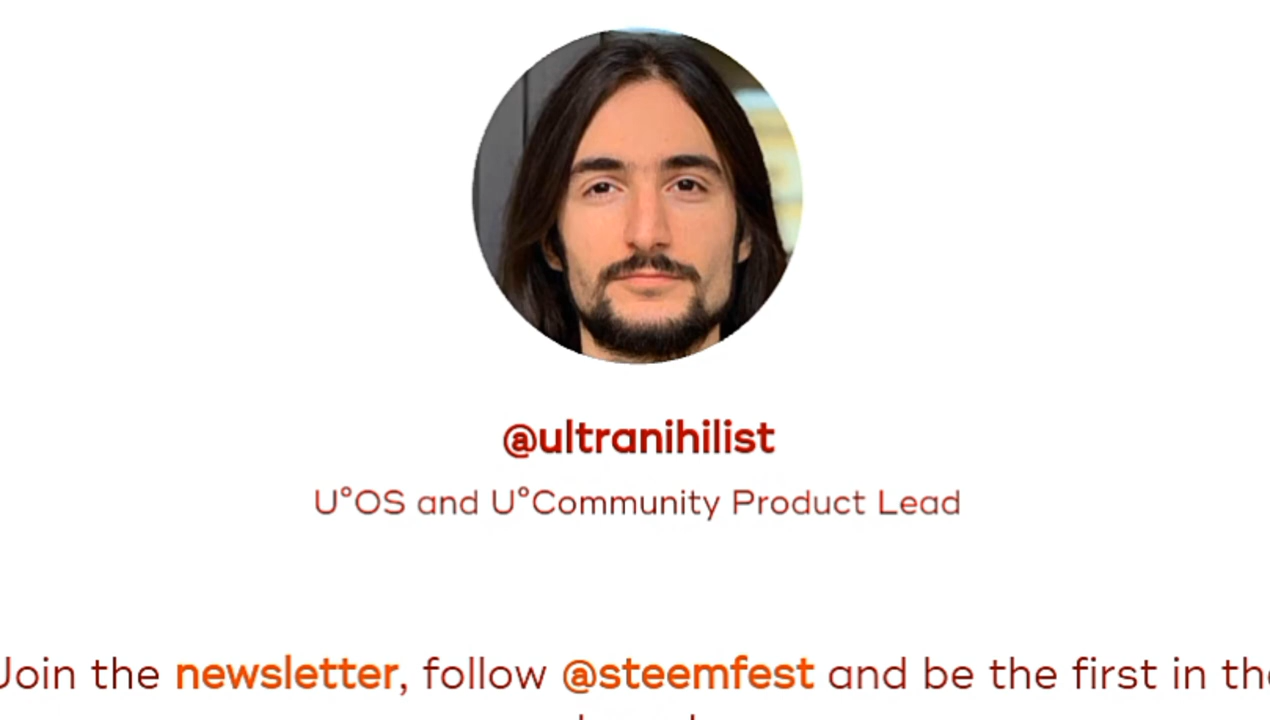 @ultranihilist
U°OS and U°Community Product Lead
Join the newsletter, follow @steemfest and be the first in the